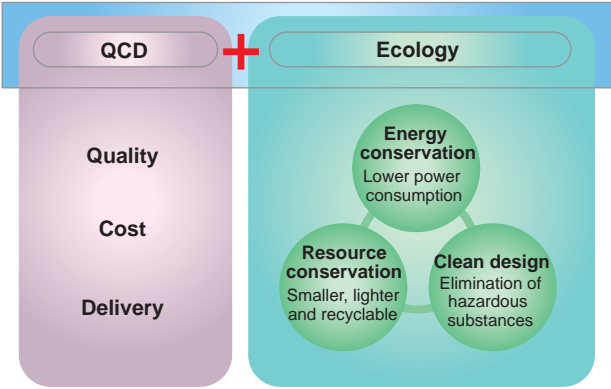 QCD
+
Ecology
Quality
Cost
Delivery
Energy
conservation
Lower power
consumption
Resource
conservation
Smaller, lighter
and recyclable
Clean design
Elimination of
hazardous
substances